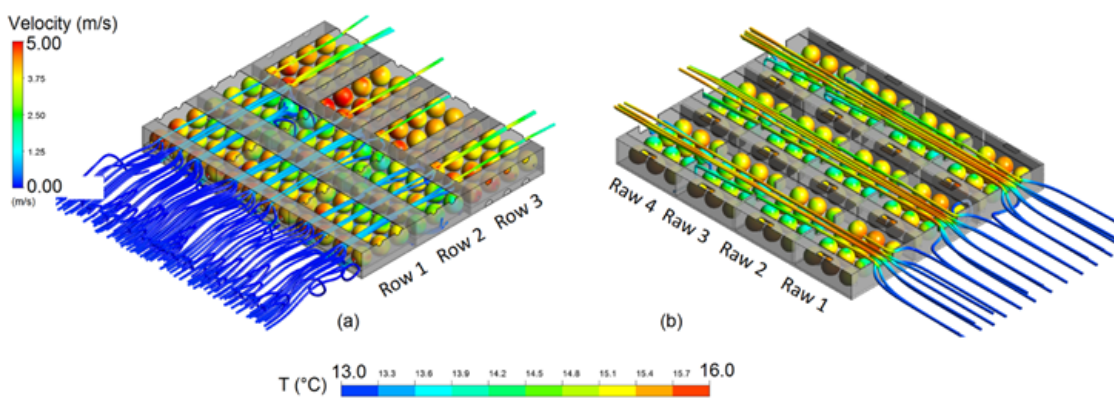 Velocity (m/s)
5.00
3.75
2.50
1.25
0.00
(m/s)
Row 1
Row 2
Row 3
(a)
Raw 4
Raw 3
Raw 2
Raw 1
(b)
T (°C)
13.0 13.3 13.6 13.9 14.2 14.5 14.8 15.1 15.4 15.7 16.0